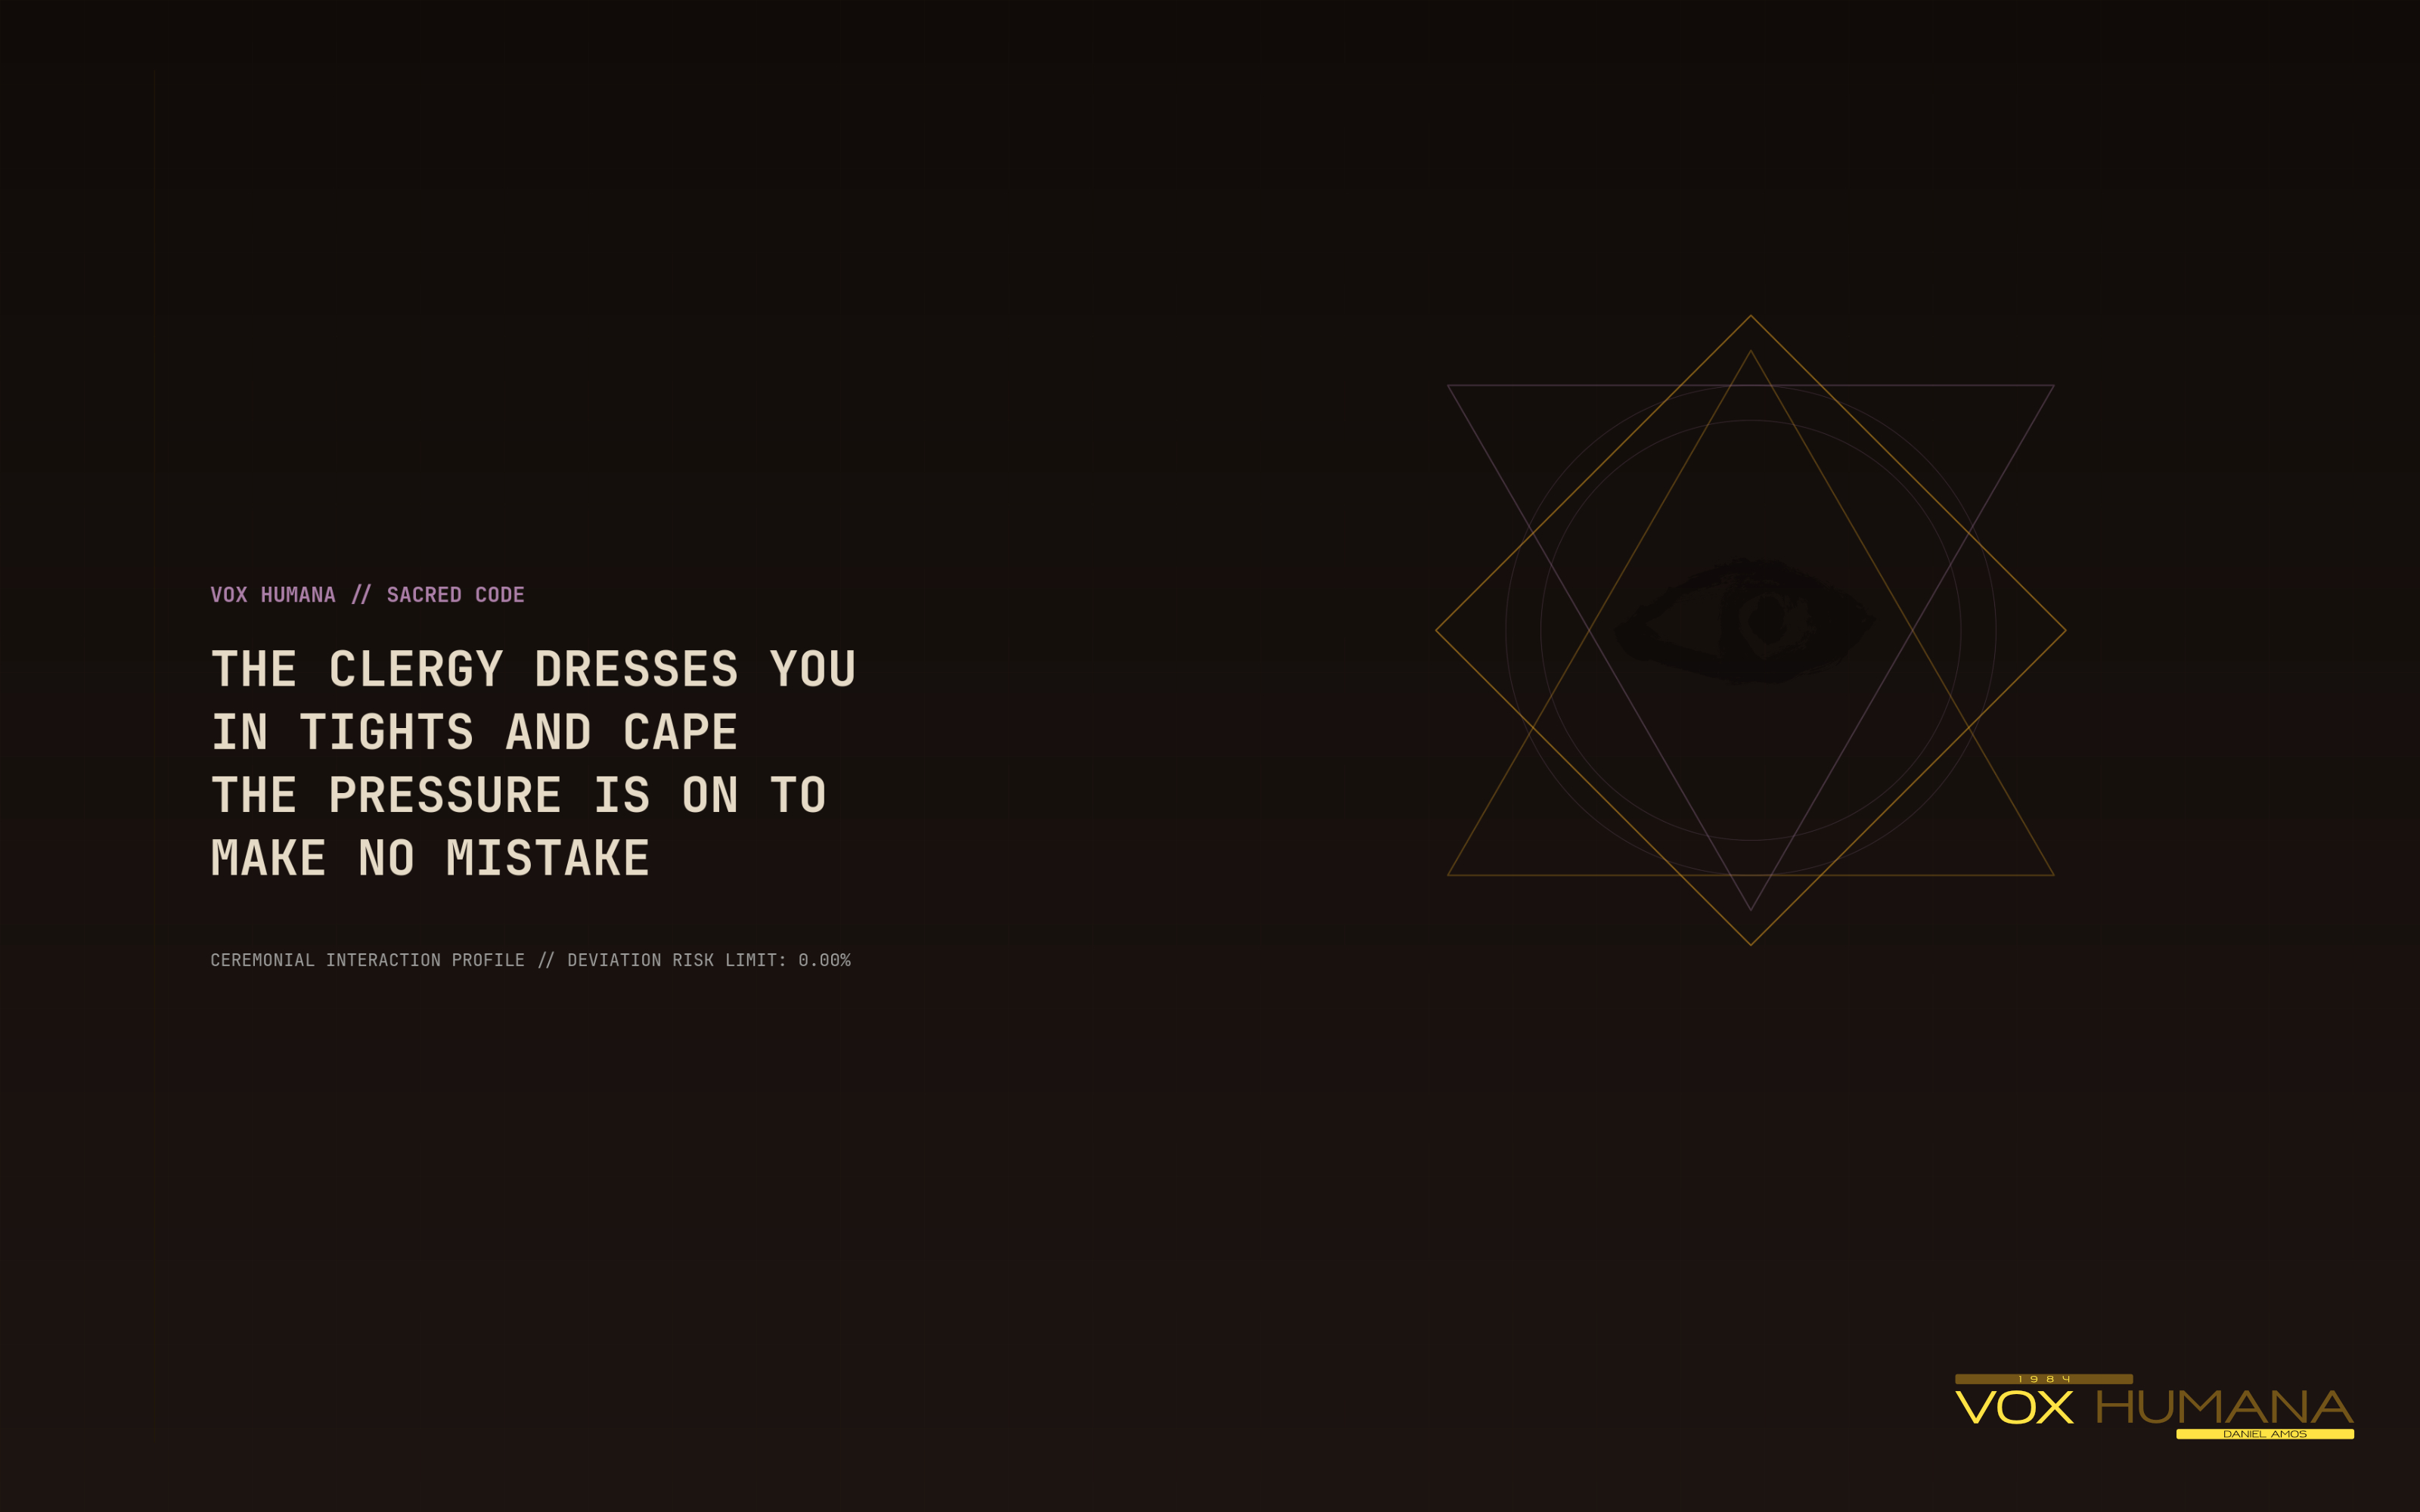 VOX HUMANA // SACRED CODE
THE CLERGY DRESSES YOU
IN TIGHTS AND CAPE
THE PRESSURE IS ON TO
MAKE NO MISTAKE
CEREMONIAL INTERACTION PROFILE // DEVIATION RISK LIMIT: 0.00%
1984
VOX HUMANA
DANIEL AMOS